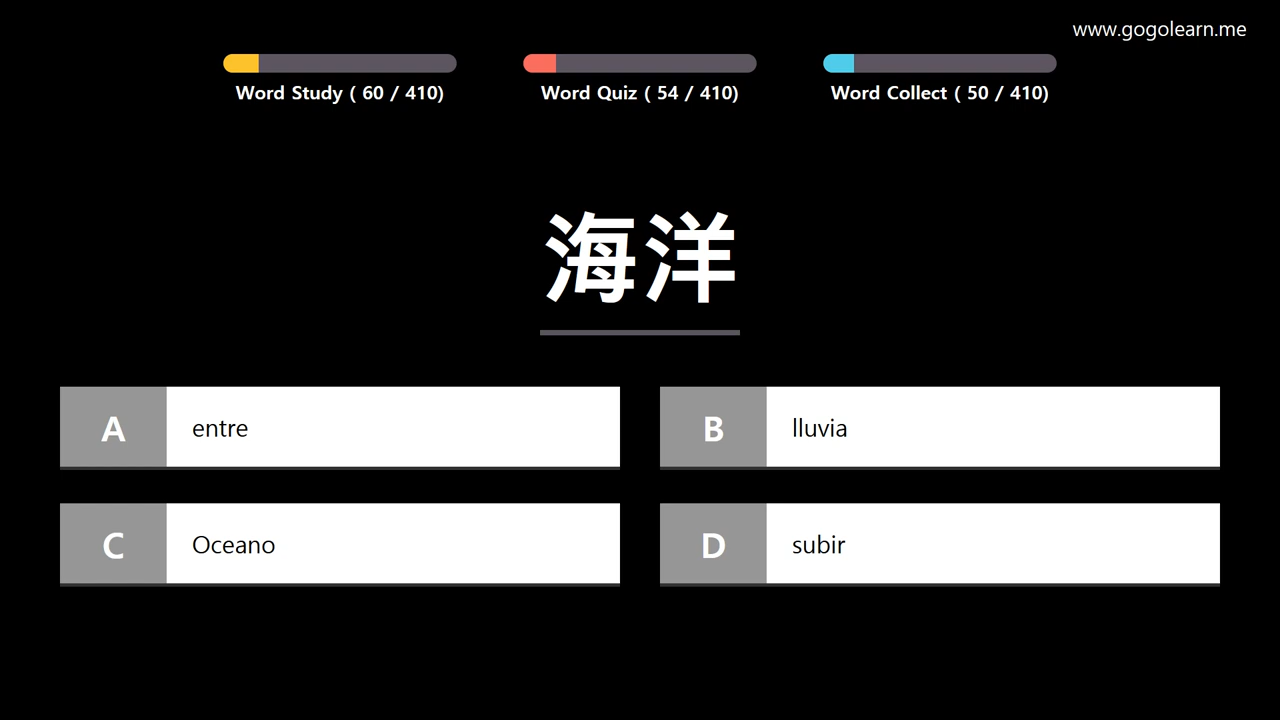 www.gogolearn.me
Word Study ( 60 / 410)
Word Quiz ( 54 / 410)
Word Collect ( 50 / 410)
海洋
A entre
B lluvia
C Oceano
D subir